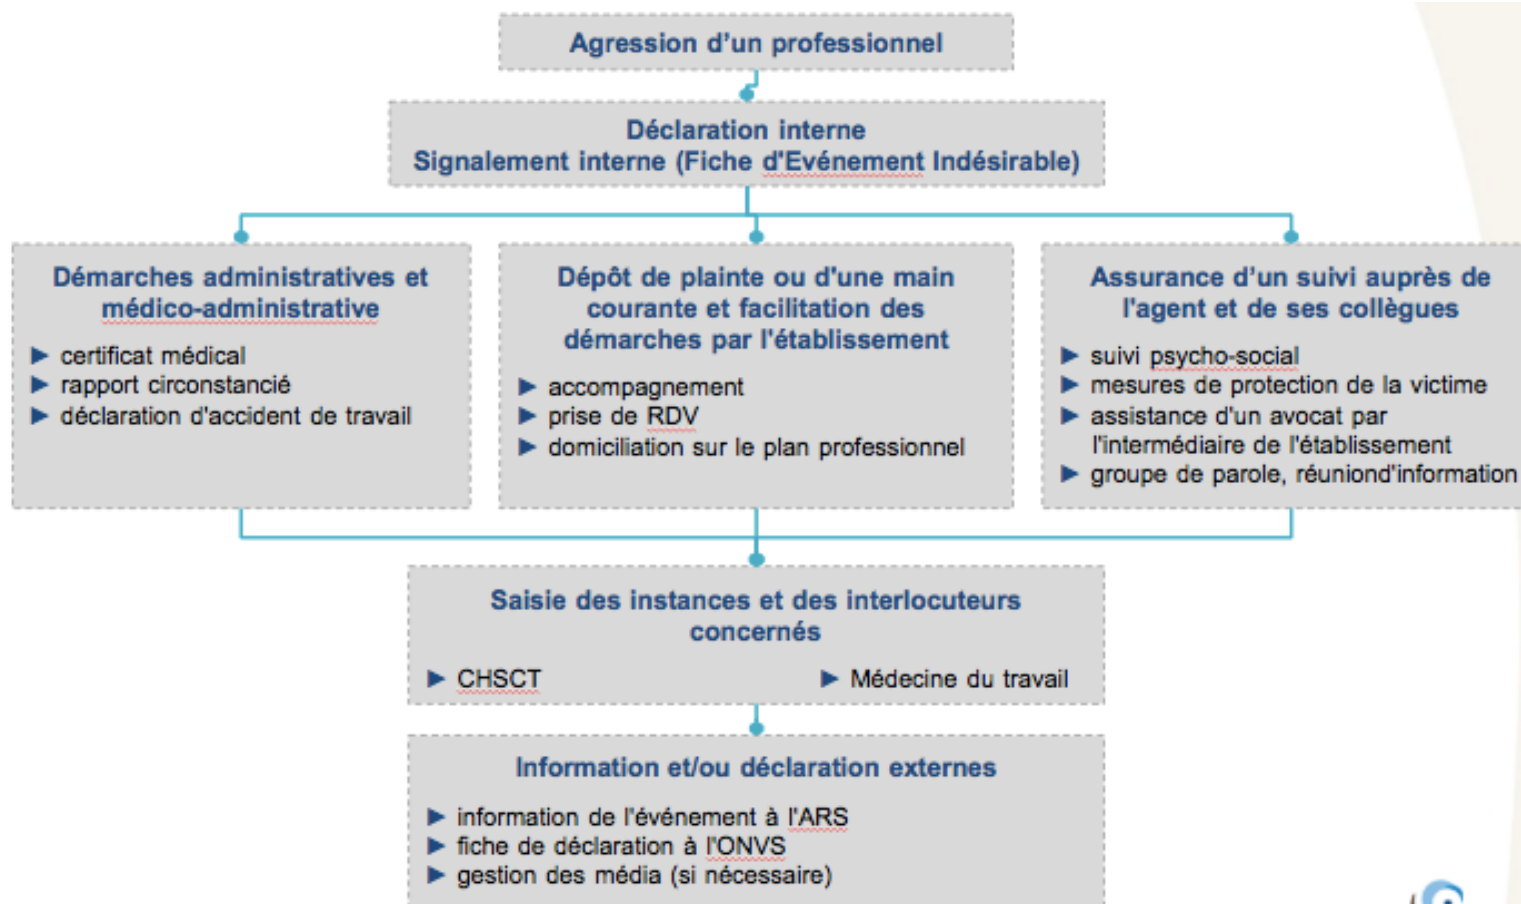 Agression d’un professionnel
Déclaration interne
Signalement interne (Fiche d'Evénement Indésirable)
Démarches administratives et
médico-administrative
► certificat médical
► rapport circonstancié
► déclaration d'accident de travail
Dépôt de plainte ou d'une main
courante et facilitation des
démarches par l'établissement
► accompagnement
► prise de RDV
► domiciliation sur le plan professionnel
Assurance d’un suivi auprès de
l'agent et de ses collègues
► suivi psycho-social
► mesures de protection de la victime
► assistance d'un avocat par
l'intermédiaire de l'établissement
► groupe de parole, réuniond'information
Saisie des instances et des interlocuteurs
concernés
► CHSCT
► Médecine du travail
Information et/ou déclaration externes
► information de l'événement à l'ARS
► fiche de déclaration à l'ONVS
► gestion des média (si nécessaire)